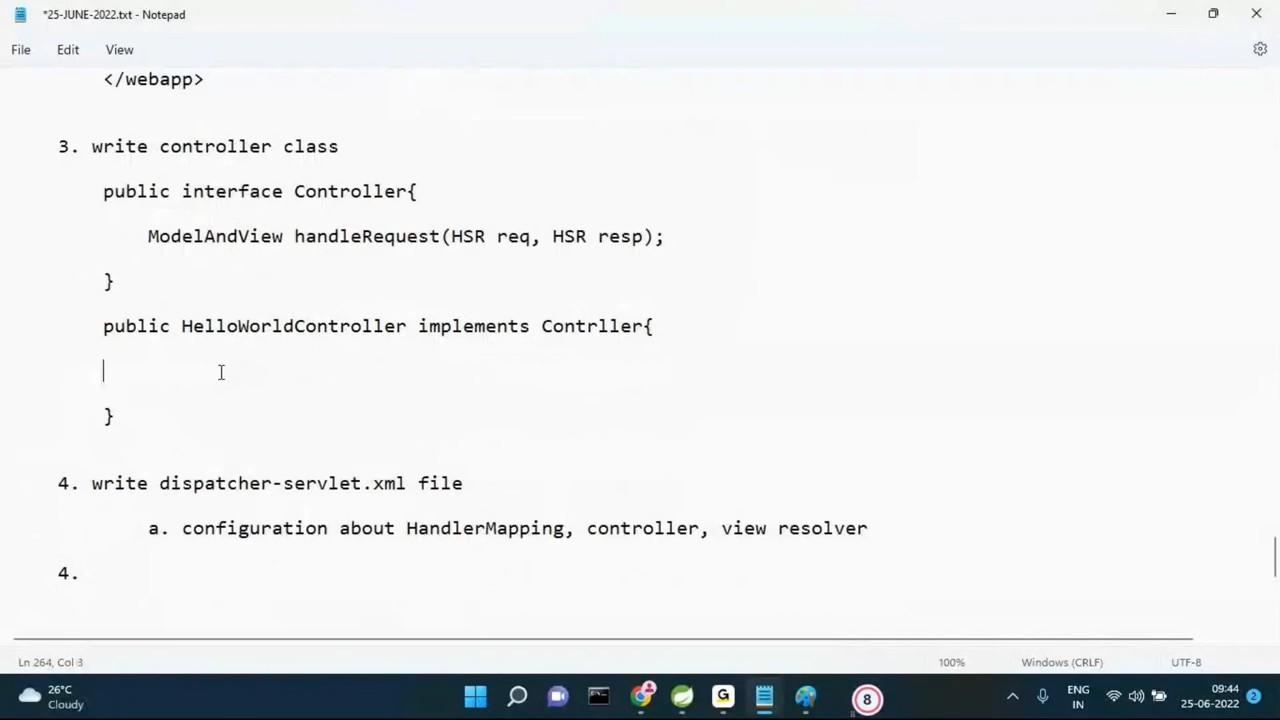 *25-JUNE-2022.txt - Notepad
File Edit View
</webapp>
3. write controller class
public interface Controller{
ModelAndView handleRequest(HSR req, HSR resp);
}
public HelloWorldController implements Contrller{
}
4. write dispatcher-servlet.xml file
a. configuration about HandlerMapping, controller, view resolver
4.
Ln 264, Col 3 100% Windows (CRLF) UTF-8
26°C
Cloudy
G
8
ENG
IN
09:44
25-06-2022
2